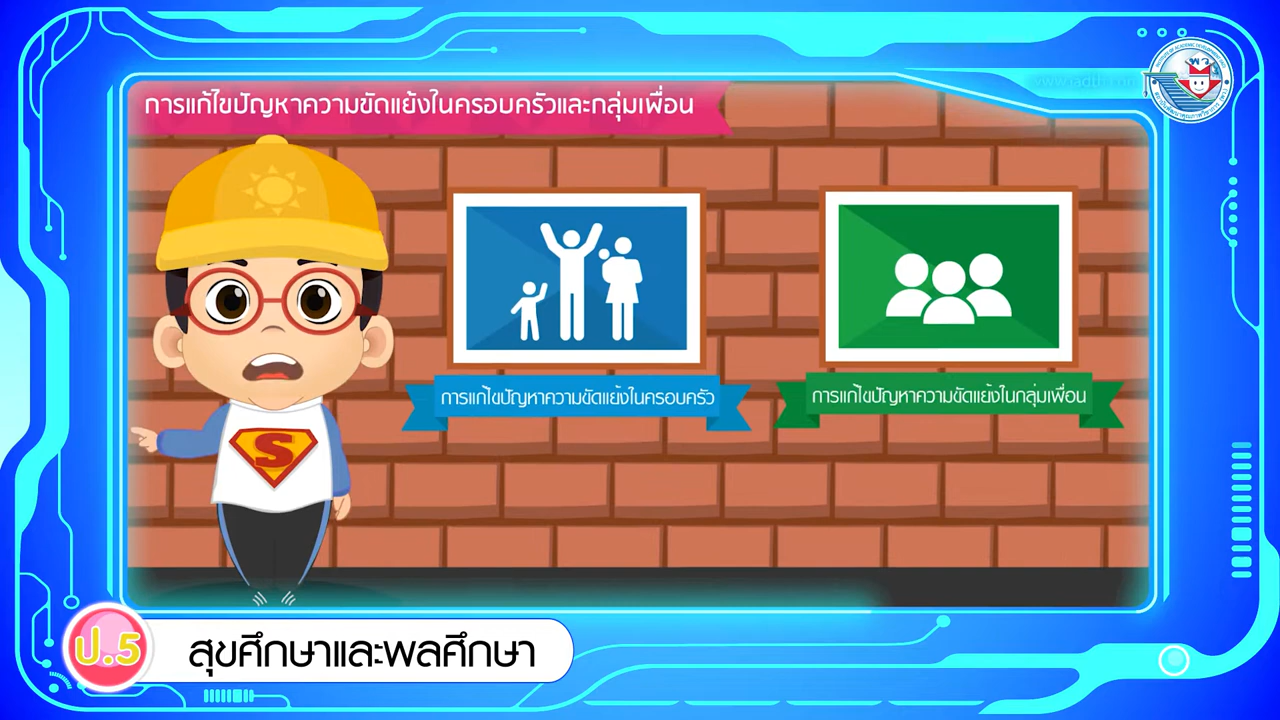 การแก้ไขปัญหาความขัดแย้งในครอบครัวและกลุ่มเพื่อน
พว
S
การแก้ไขปัญหาความขัดแย้งในครอบครัว
การแก้ไขปัญหาความขัดแย้งในกลุ่มเพื่อน
ป.5
สุขศึกษาและพลศึกษา